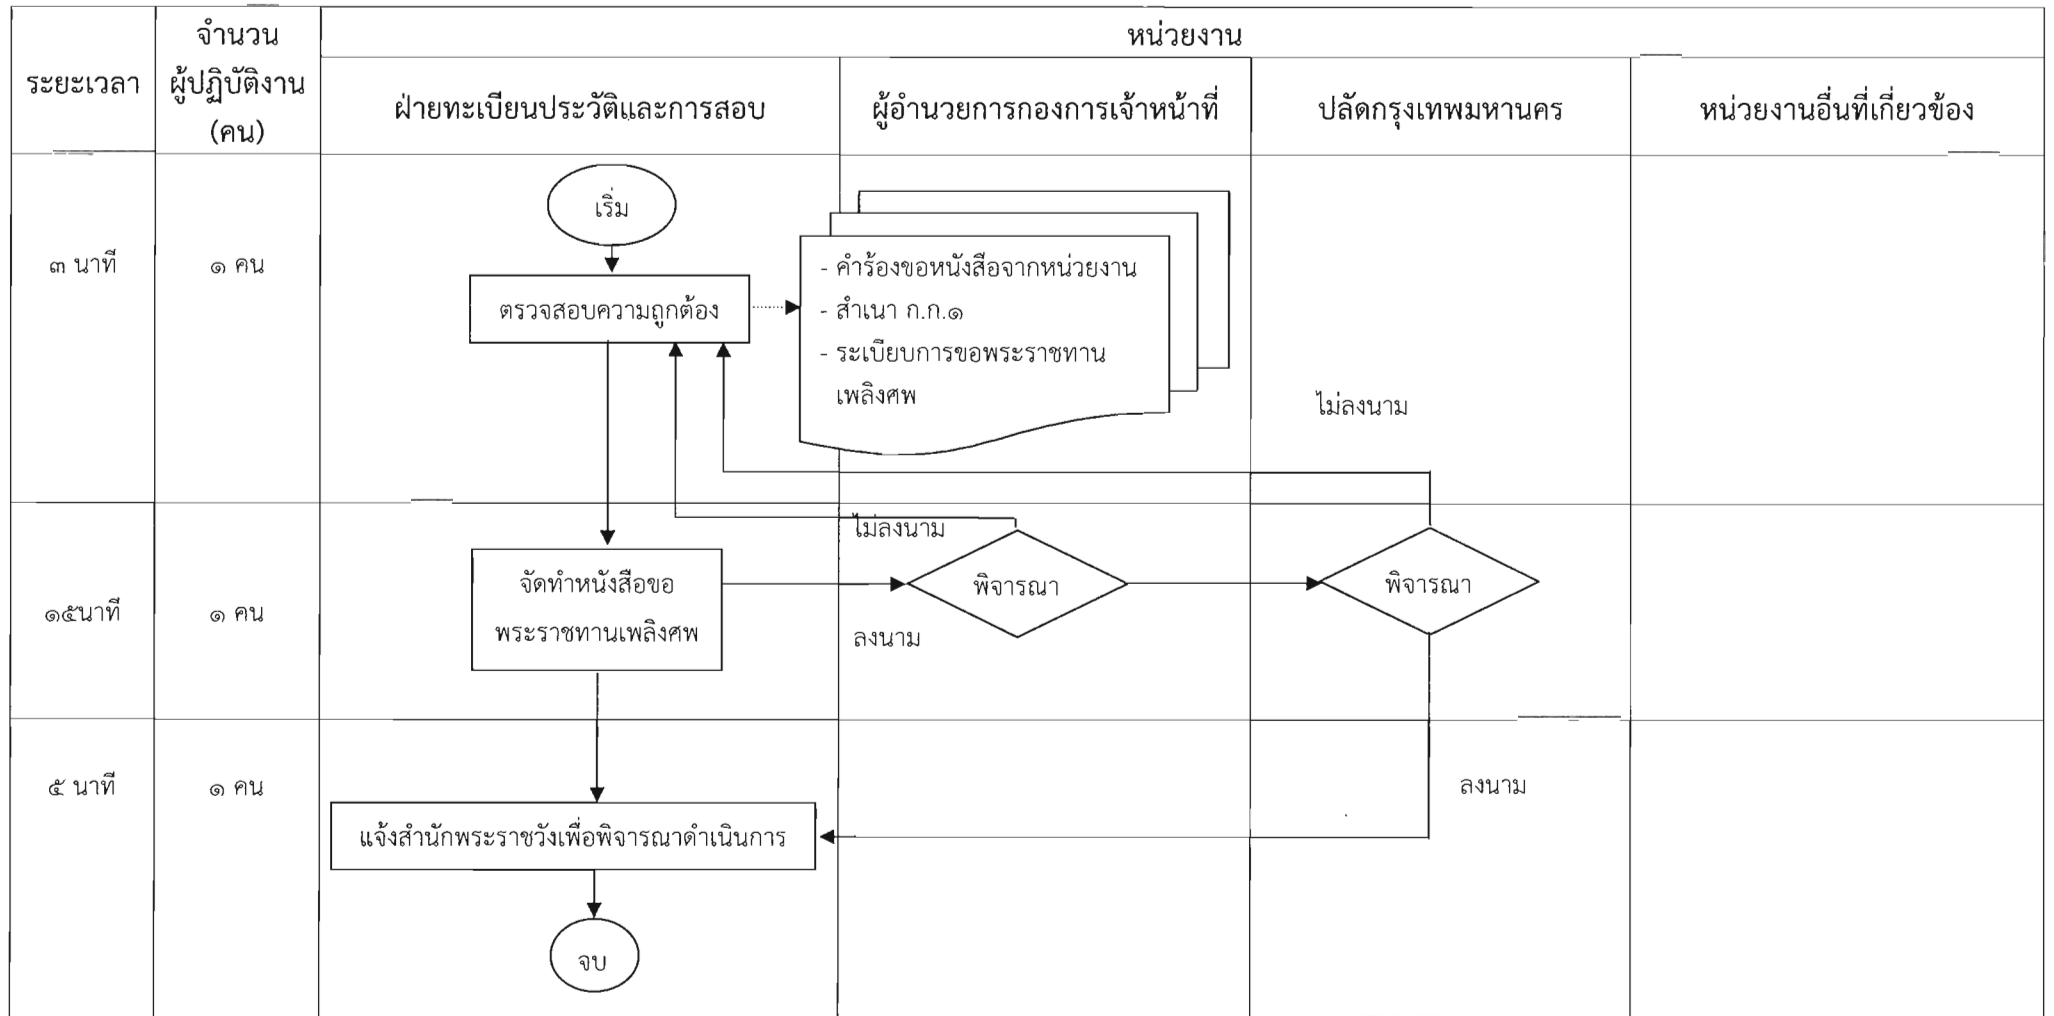 ระยะเวลา
จำนวน
ผู้ปฏิบัติงาน
(คน)
หน่วยงาน
ฝ่ายทะเบียนประวัติและการสอบ
ผู้อำนวยการกองการเจ้าหน้าที่
ปลัดกรุงเทพมหานคร
หน่วยงานอื่นที่เกี่ยวข้อง
๓ นาที
๑ คน
เริ่ม
ตรวจสอบความถูกต้อง
- คำร้องขอหนังสือจากหน่วยงาน
- สำเนา ก.ก.๑
- ระเบียบการขอพระราชทาน
เพลิงศพ
ไม่ลงนาม
๑๕นาที
๑ คน
จัดทำหนังสือขอ
พระราชทานเพลิงศพ
ไม่ลงนาม
พิจารณา
ลงนาม
พิจารณา
๕ นาที
๑ คน
ลงนาม
แจ้งสำนักพระราชวังเพื่อพิจารณาดำเนินการ
จบ